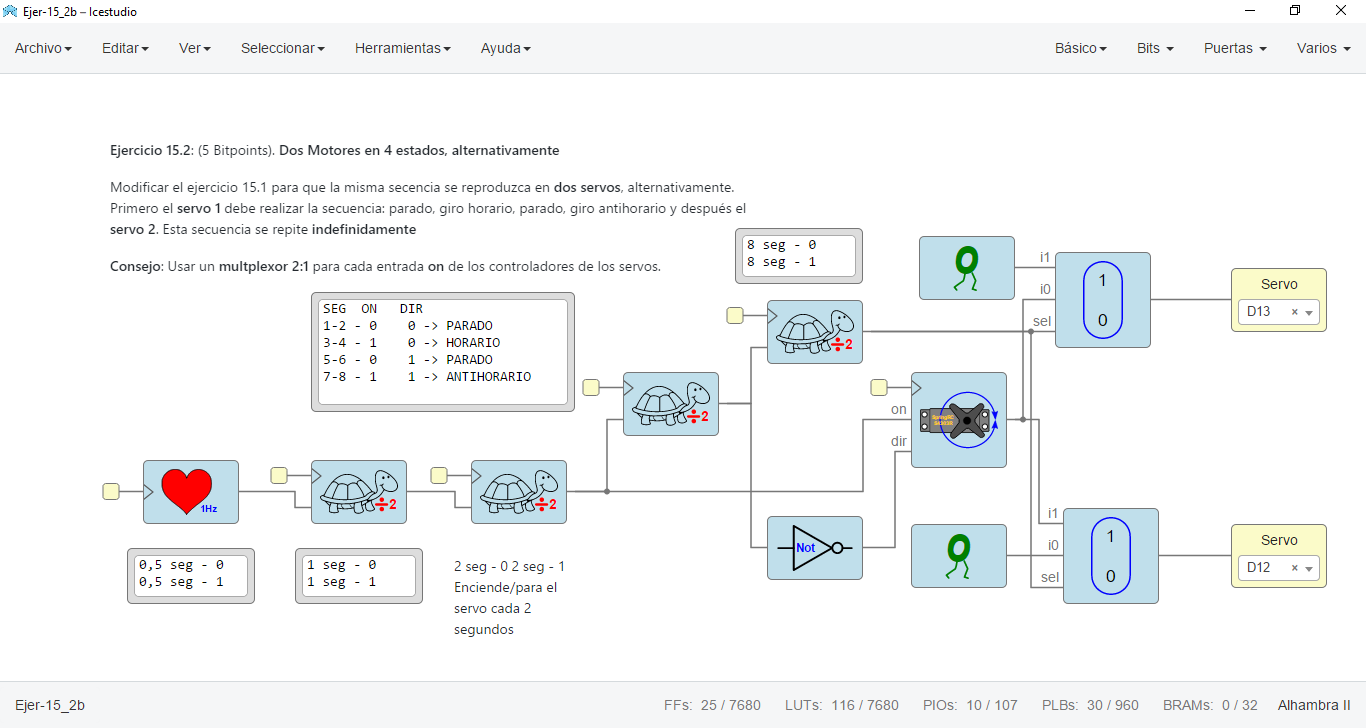 Ejer-15_2b – Icestudio
Archivo Editar Ver Seleccionar Herramientas Ayuda Básico Bits Puertas Varios
Ejercicio 15.2: (5 Bitpoints). Dos Motores en 4 estados, alternativamente
Modificar el ejercicio 15.1 para que la misma secencia se reproduzca en dos servos, alternativamente.
Primero el servo 1 debe realizar la secuencia: parado, giro horario, parado, giro antihorario y después el
servo 2. Esta secuencia se repite indefinidamente
Consejo: Usar un multplexor 2:1 para cada entrada on de los controladores de los servos.
8 seg - 0
8 seg - 1
i1
i0
sel
1
0
Servo
D13 ×
SEG ON DIR
1-2 - 0 0 -> PARADO
3-4 - 1 0 -> HORARIO
5-6 - 0 1 -> PARADO
7-8 - 1 1 -> ANTIHORARIO
÷2
÷2
on
dir
1Hz
÷2
÷2
Not
i1
i0
sel
1
0
Servo
D12 ×
0,5 seg - 0
0,5 seg - 1
1 seg - 0
1 seg - 1
2 seg - 0 2 seg - 1
Enciende/para el
servo cada 2
segundos
Ejer-15_2b FFs: 25 / 7680 LUTs: 116 / 7680 PIOs: 10 / 107 PLBs: 30 / 960 BRAMs: 0 / 32 Alhambra II